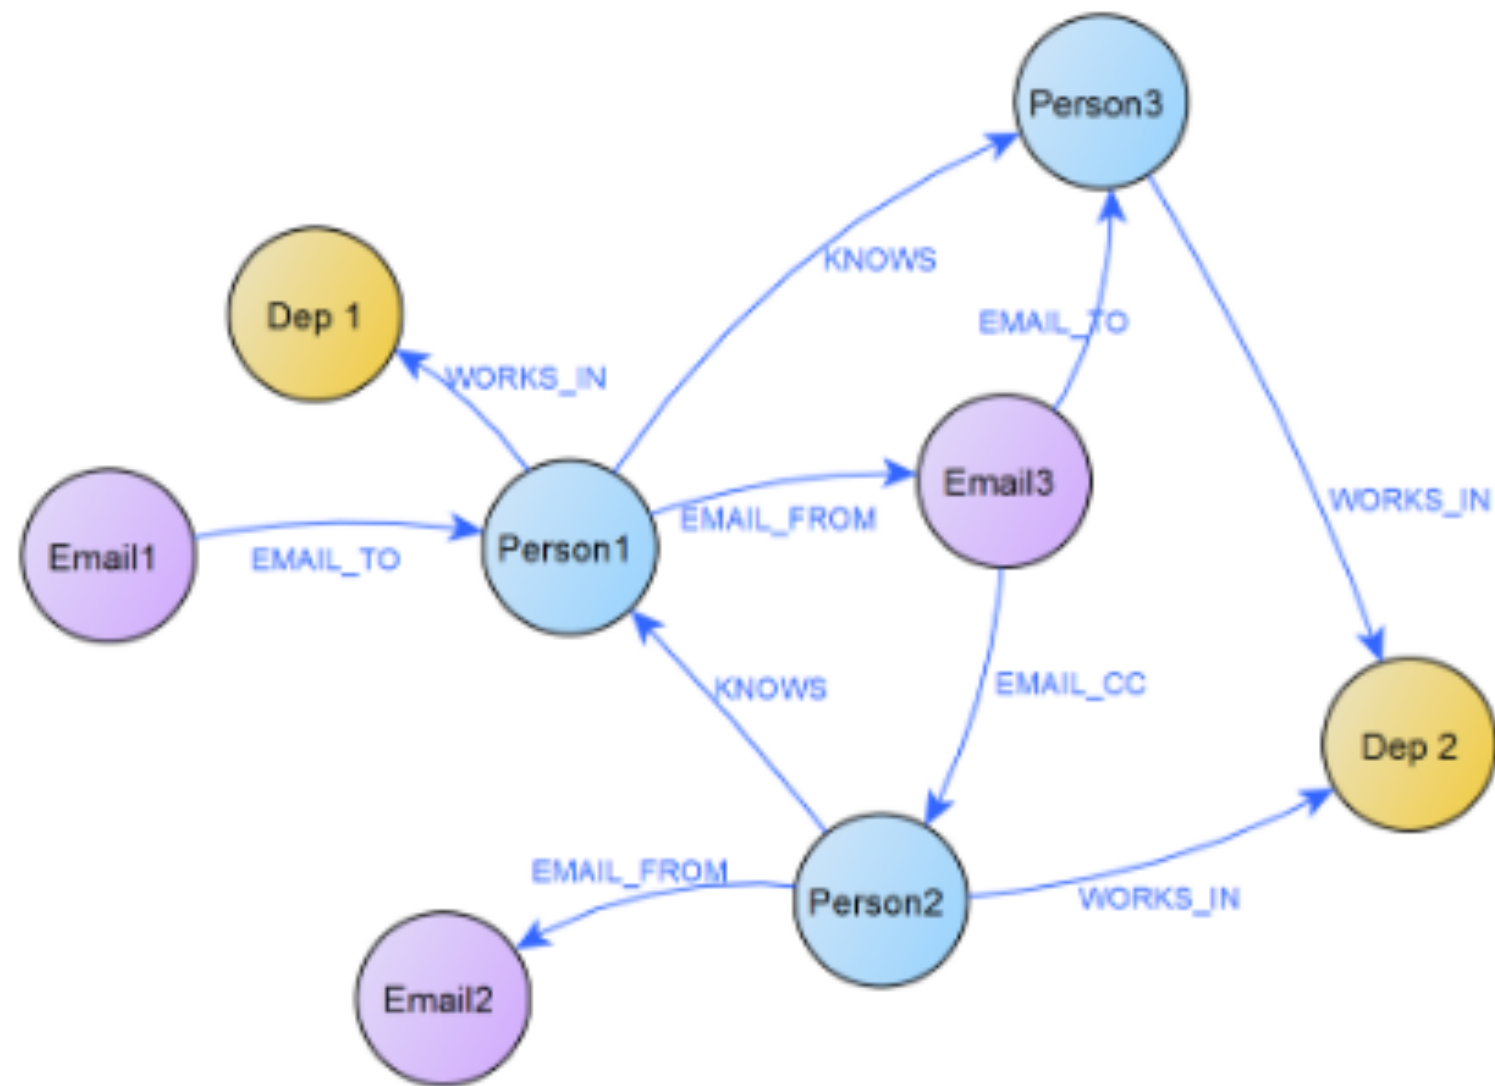 Person3
KNOWS
Dep 1
EMAIL_TO
WORKS_IN
Email3
WORKS_IN
EMAIL_FROM
Person1
Email1
EMAIL_TO
KNOWS
EMAIL_CC
Dep 2
EMAIL_FROM
Person2
WORKS_IN
Email2